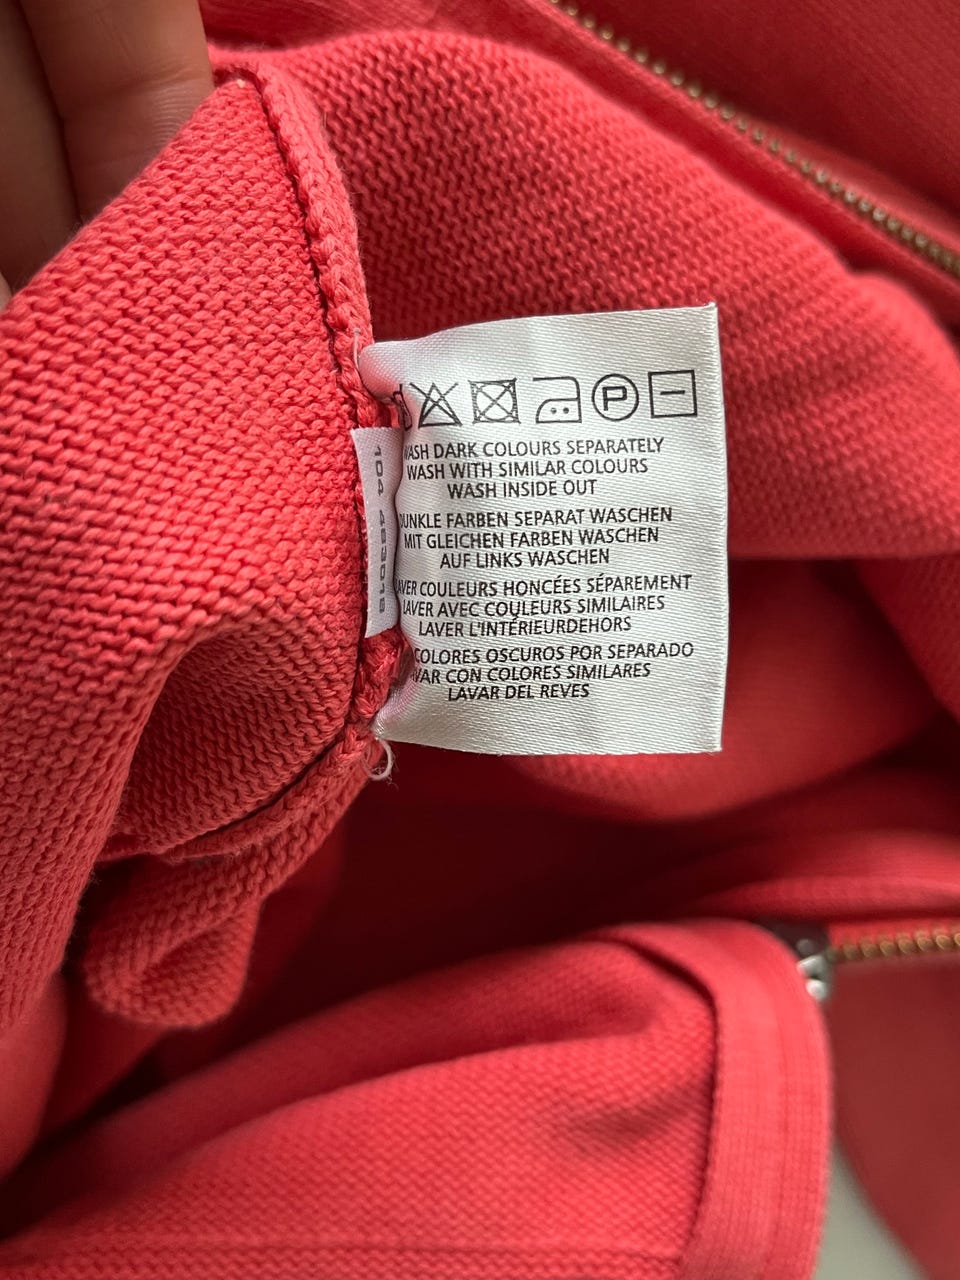 P
WASH DARK COLOURS SEPARATELY
WASH WITH SIMILAR COLOURS
WASH INSIDE OUT
DUNKLE FARBEN SEPARAT WASCHEN
MIT GLEICHEN FARBEN WASCHEN
AUF LINKS WASCHEN
LAVER COULEURS HONCÉES SÉPAREMENT
LAVER AVEC COULEURS SIMILAIRES
LAVER L'INTÉRIEURDEHORS
COLORES OSCUROS POR SEPARADO
LAVAR CON COLORES SIMILARES
LAVAR DEL REVES
104